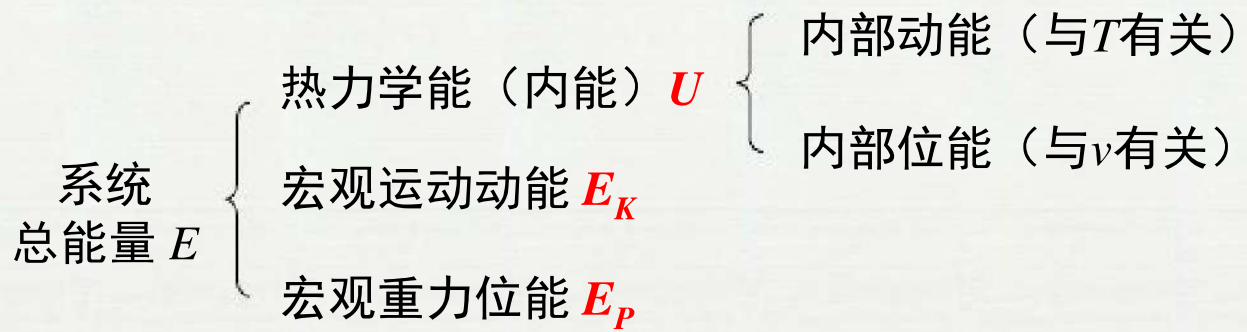 内部动能（与T有关）
热力学能（内能）U
内部位能（与v有关）
系统
宏观运动动能 E_K
总能量 E
宏观重力位能 E_P